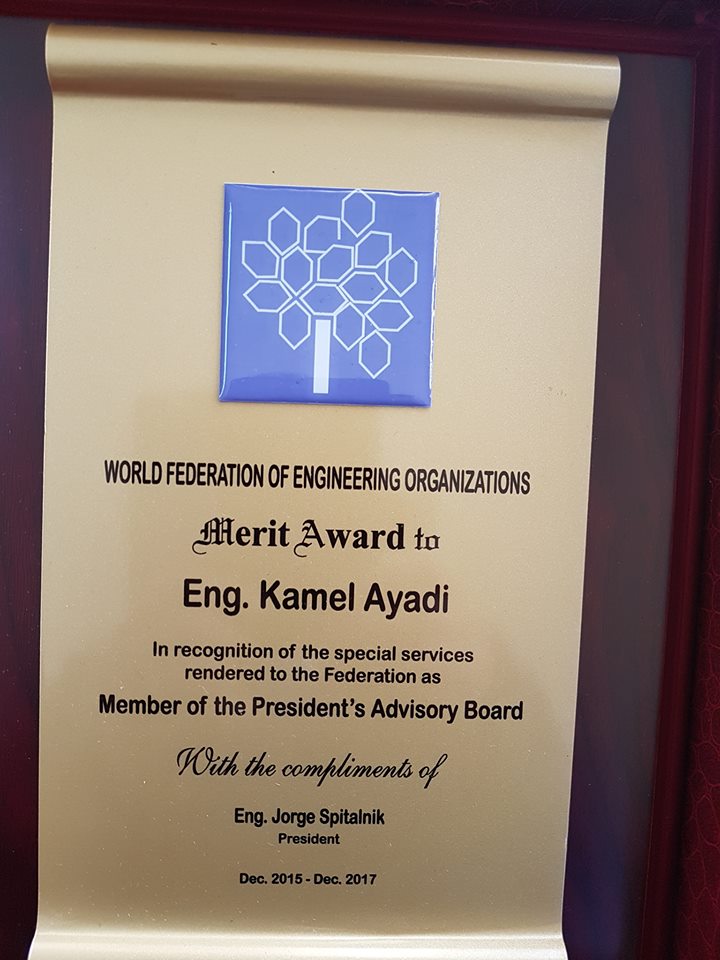 WORLD FEDERATION OF ENGINEERING ORGANIZATIONS
Merit Award to
Eng. Kamel Ayadi
In recognition of the special services
rendered to the Federation as
Member of the President's Advisory Board
With the compliments of
Eng. Jorge Spitalnik
President
Dec. 2015 - Dec. 2017